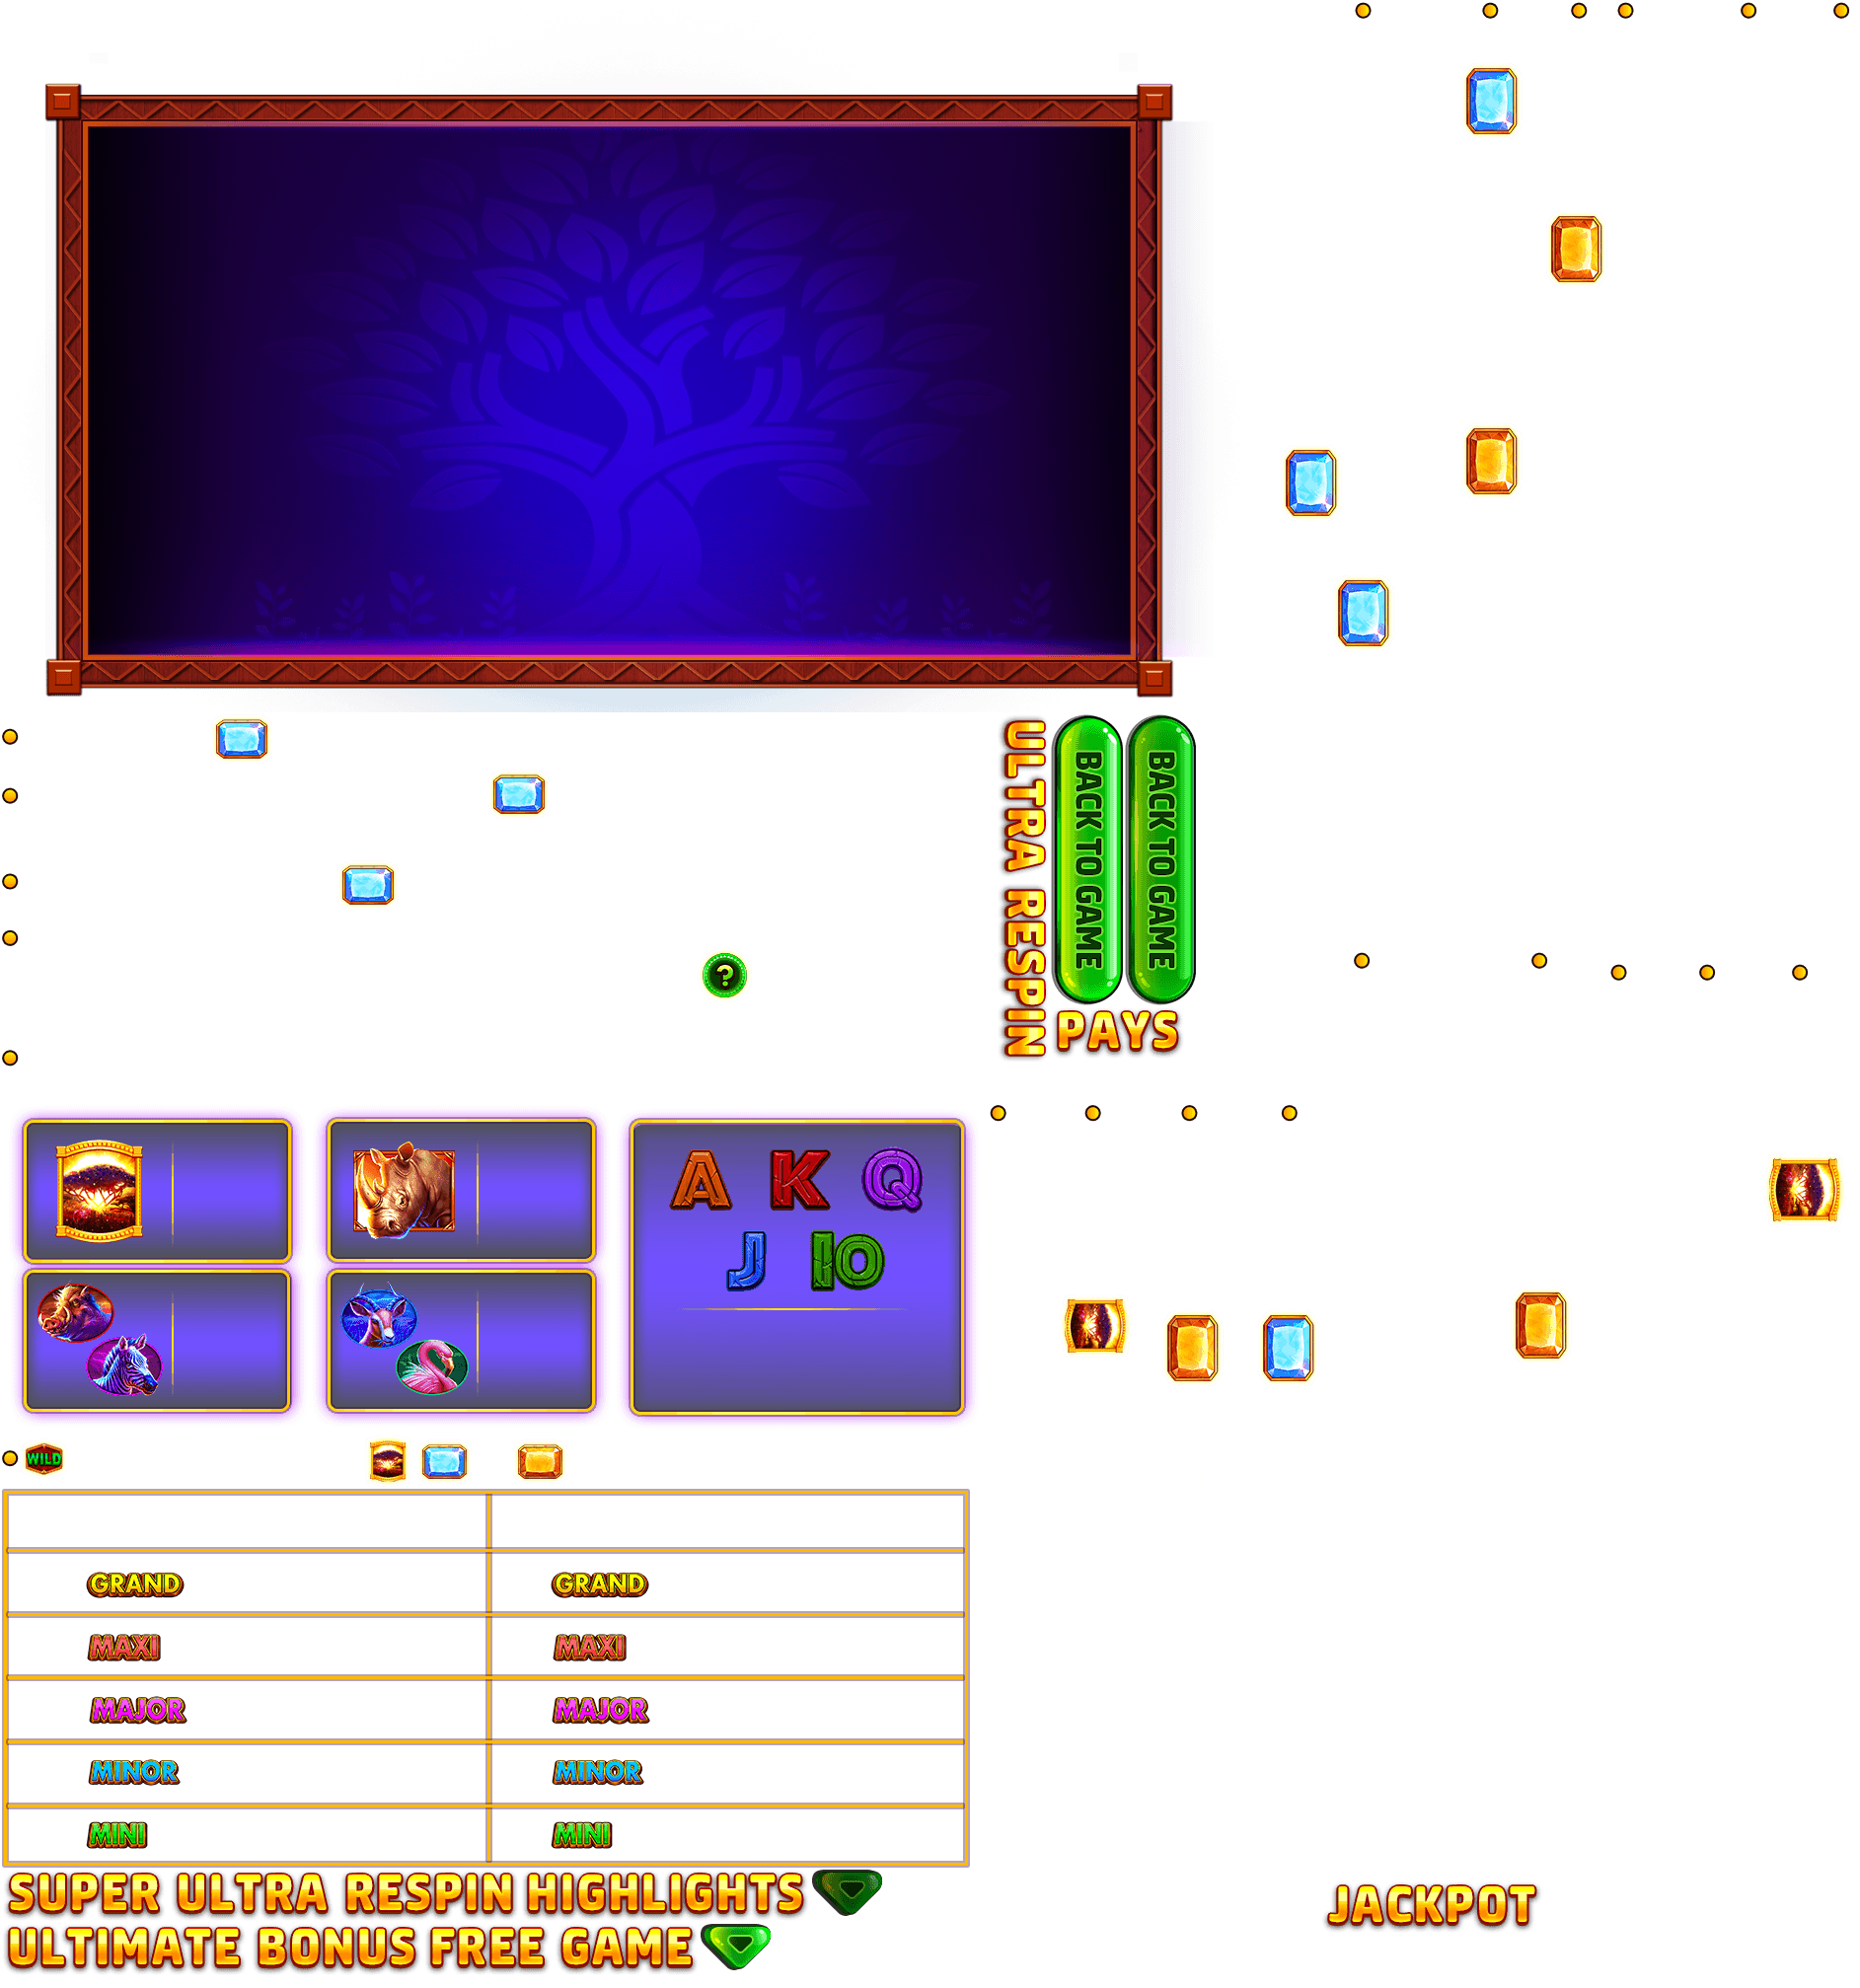 ULTRA RESPIN
BACK TO GAME
BACK TO GAME
PAYS
?
A K Q
J 10
WILD
GRAND GRAND
MAXI MAXI
MAJOR MAJOR
MINOR MINOR
MINI MINI
SUPER ULTRA RESPIN HIGHLIGHTS
JACKPOT
ULTIMATE BONUS FREE GAME